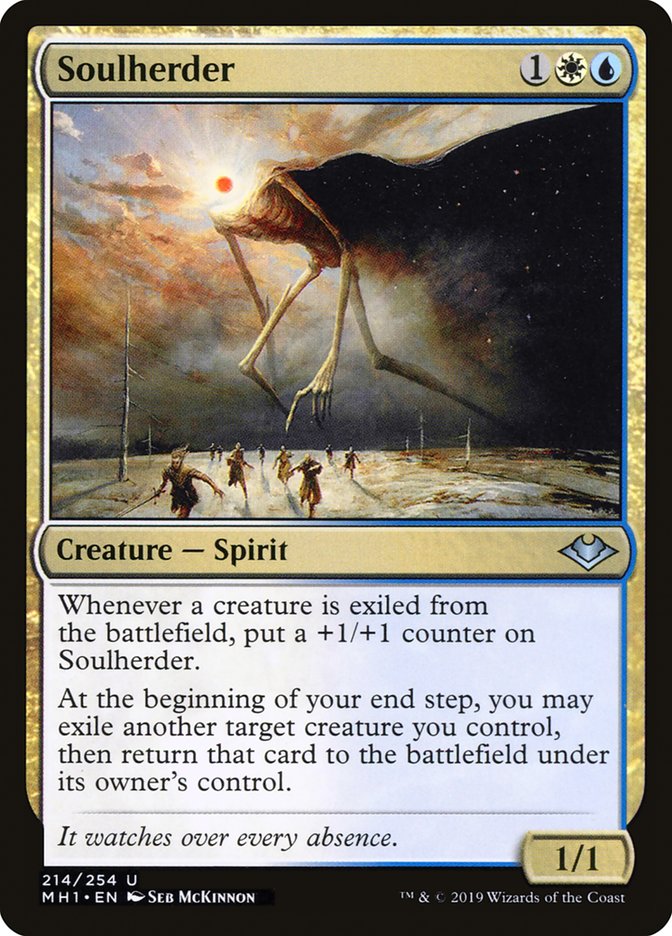 Soulherder 1
Creature — Spirit
Whenever a creature is exiled from
the battlefield, put a +1/+1 counter on
Soulherder.
At the beginning of your end step, you may
exile another target creature you control,
then return that card to the battlefield under
its owner's control.
It watches over every absence.
1/1
214/254 U
MH1•EN Seb McKinnon
™ & © 2019 Wizards of the Coast